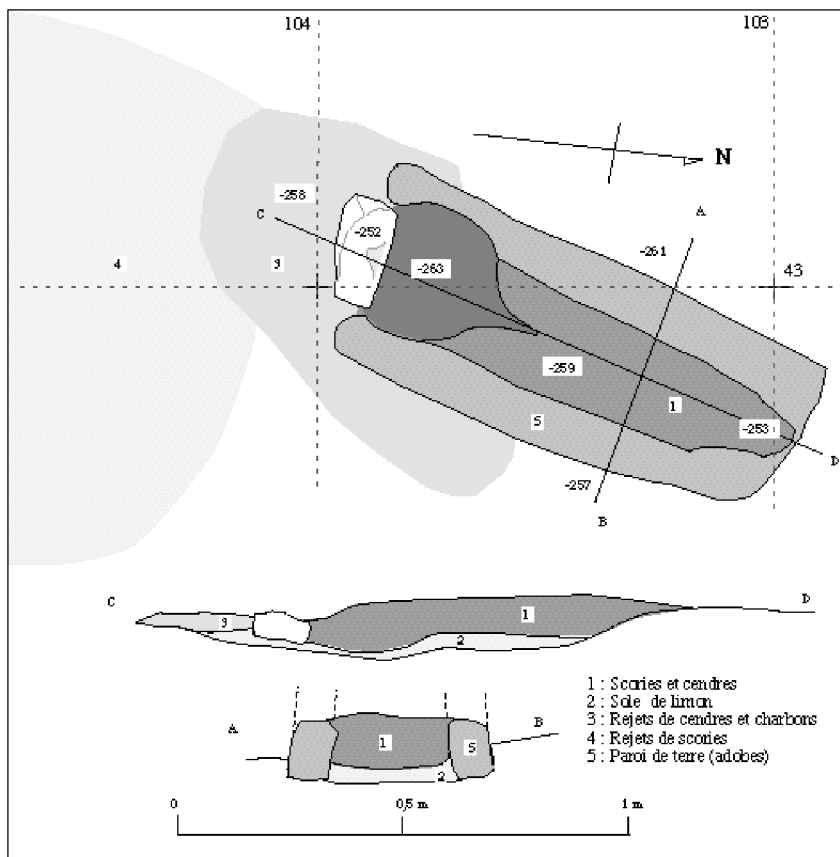 104
103
N
-258
C
-252
A
-263
-261
43
4
3
-259
1
5
-253
-257
D
B
C
D
3
1
2
1 : Scories et cendres
2 : Sole de limon
3 : Rejets de cendres et charbons
4 : Rejets de scories
5 : Paroi de terre (adobes)
A
B
1
5
2
0
0,5 m
1 m